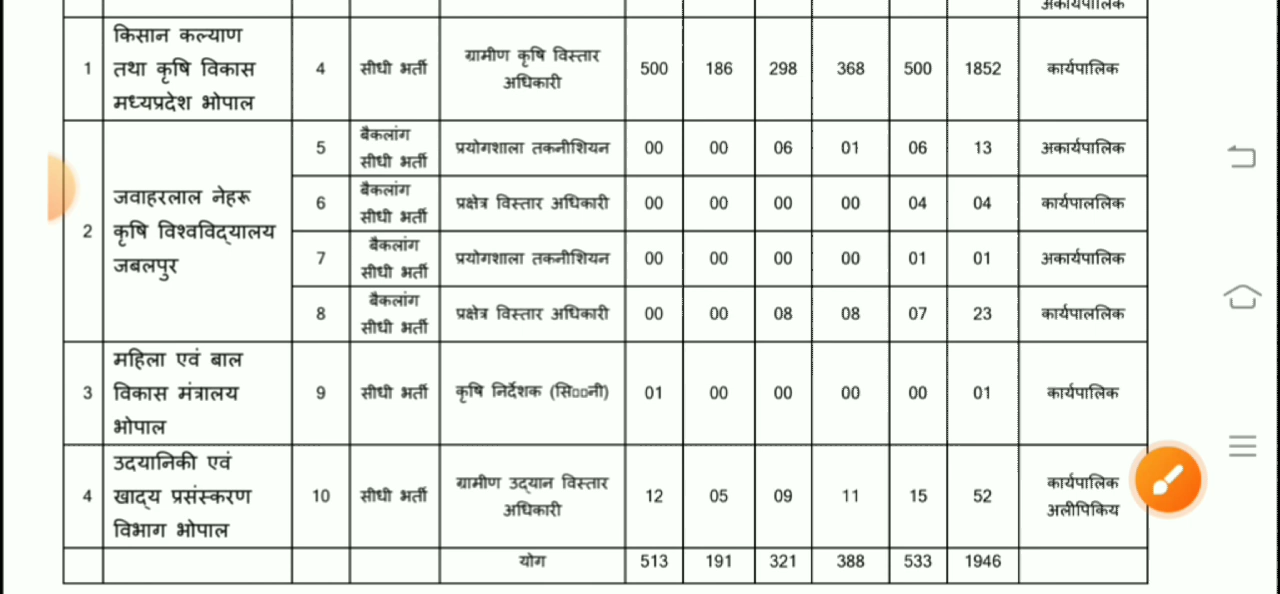 अकार्यपालिक
1 किसान कल्याण तथा कृषि विकास मध्यप्रदेश भोपाल 4 सीधी भर्ती ग्रामीण कृषि विस्तार अधिकारी 500 186 298 368 500 1852 कार्यपालिक
2 जवाहरलाल नेहरू कृषि विश्वविद्यालय जबलपुर 5 बैकलांग सीधी भर्ती प्रयोगशाला तकनीशियन 00 00 06 01 06 13 अकार्यपालिक
6 बैकलांग सीधी भर्ती प्रक्षेत्र विस्तार अधिकारी 00 00 00 00 04 04 कार्यपाललिक
7 बैकलांग सीधी भर्ती प्रयोगशाला तकनीशियन 00 00 00 00 01 01 अकार्यपालिक
8 बैकलांग सीधी भर्ती प्रक्षेत्र विस्तार अधिकारी 00 00 08 08 07 23 कार्यपाललिक
3 महिला एवं बाल विकास मंत्रालय भोपाल 9 सीधी भर्ती कृषि निर्देशक (सि▯▯नी) 01 00 00 00 00 01 कार्यपालिक
4 उदयानिकी एवं खाद्य प्रसंस्करण विभाग भोपाल 10 सीधी भर्ती ग्रामीण उद्यान विस्तार अधिकारी 12 05 09 11 15 52 कार्यपालिक अलीपिकिय
योग 513 191 321 388 533 1946